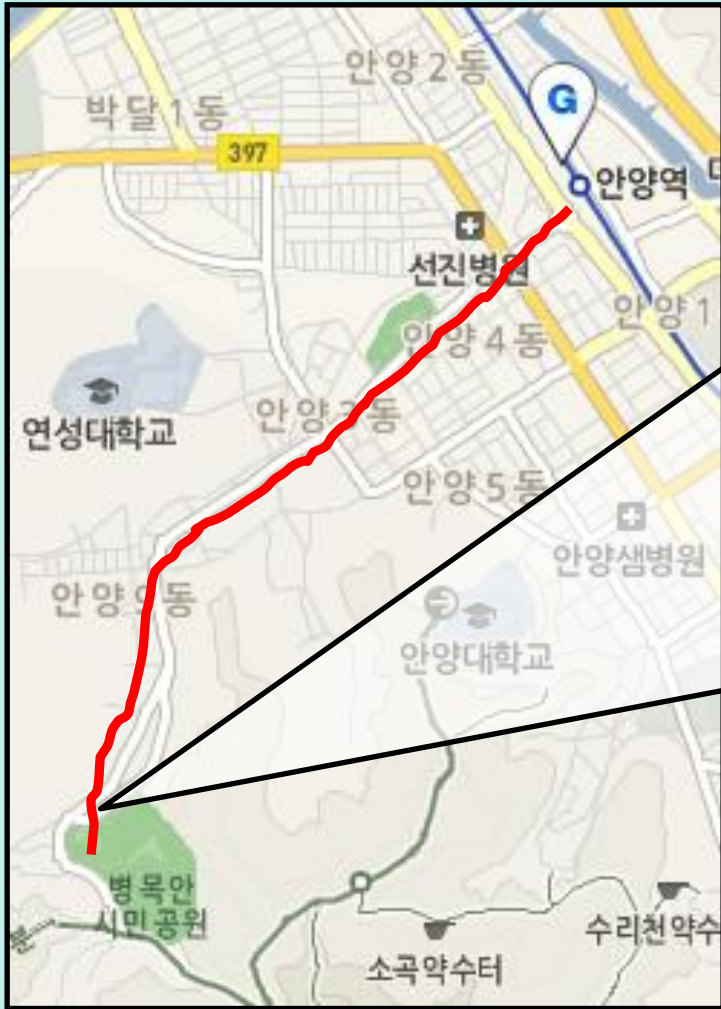 안양2동
G
박달1동
397
안양역
선진병원
안양1
안양4동
연성대학교
안양3동
안양5동
안양샘병원
안양9동
안양대학교
병목안
시민공원
수리천약수
소곡약수터